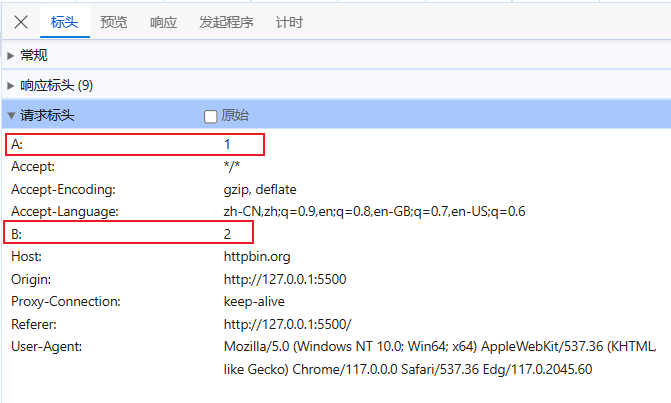 标头 预览 响应 发起程序 计时
常规
响应标头 (9)
请求标头 原始
A: 1
Accept: */*
Accept-Encoding: gzip, deflate
Accept-Language: zh-CN,zh;q=0.9,en;q=0.8,en-GB;q=0.7,en-US;q=0.6
B: 2
Host: httpbin.org
Origin: http://127.0.0.1:5500
Proxy-Connection: keep-alive
Referer: http://127.0.0.1:5500/
User-Agent: Mozilla/5.0 (Windows NT 10.0; Win64; x64) AppleWebKit/537.36 (KHTML,
like Gecko) Chrome/117.0.0.0 Safari/537.36 Edg/117.0.2045.60